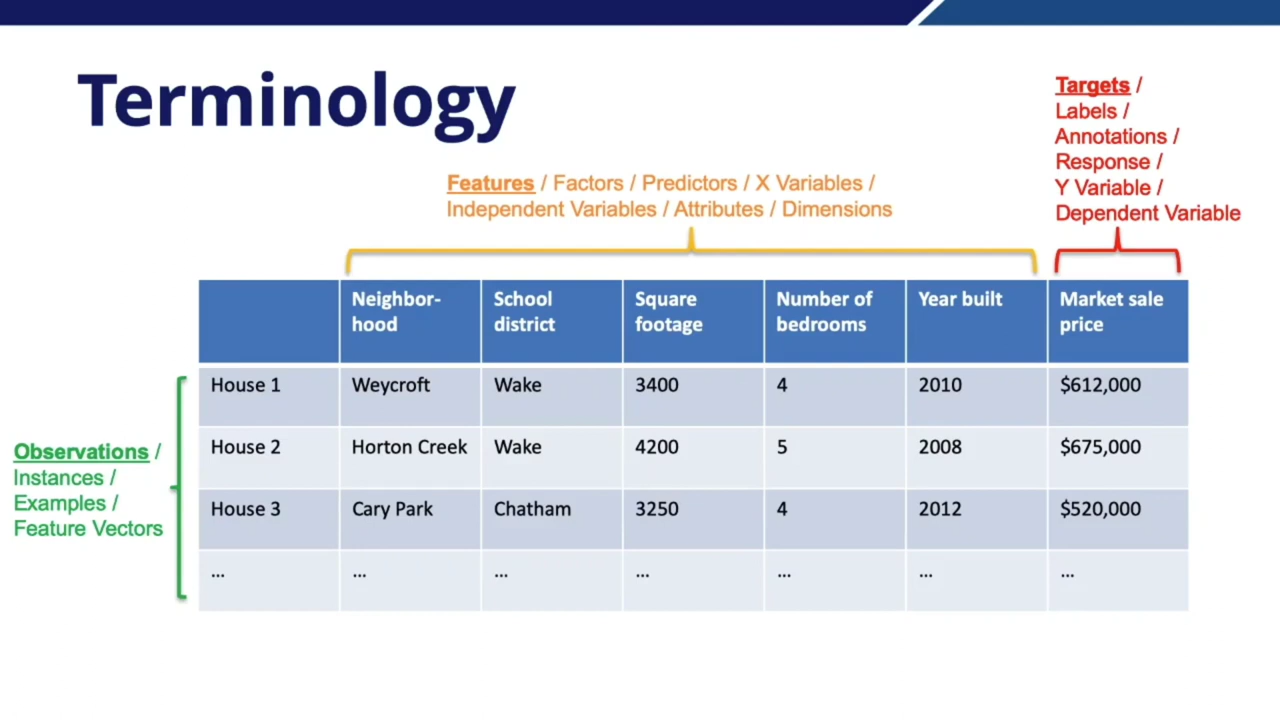 Terminology
Targets /
Labels /
Annotations /
Response /
Y Variable /
Dependent Variable
Features / Factors / Predictors / X Variables /
Independent Variables / Attributes / Dimensions
Neighbor-
hood
School
district
Square
footage
Number of
bedrooms
Year built
Market sale
price
Observations /
Instances /
Examples /
Feature Vectors
House 1 Weycroft Wake 3400 4 2010 $612,000
House 2 Horton Creek Wake 4200 5 2008 $675,000
House 3 Cary Park Chatham 3250 4 2012 $520,000
... ... ... ... ... ... ...